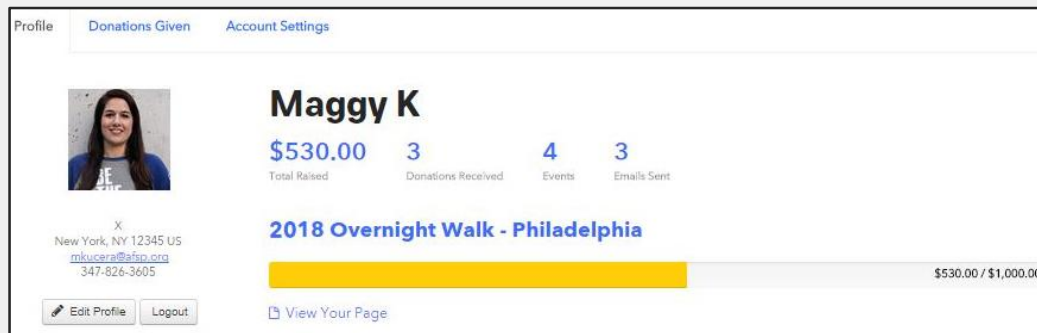 Profile Donations Given Account Settings
Maggy K
$530.00 3 4 3
Total Raised Donations Received Events Emails Sent
X
New York, NY 12345 US
mkucera@afsp.org
347-826-3605
Edit Profile Logout
2018 Overnight Walk - Philadelphia
$530.00 / $1,000.00
View Your Page
BE
THE